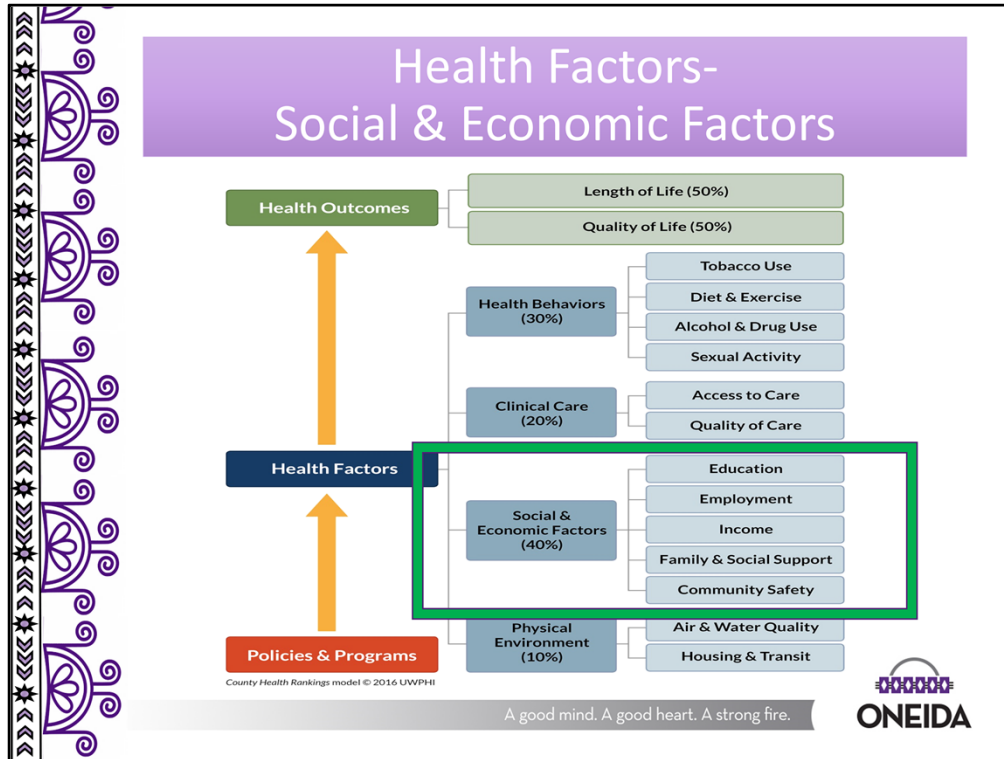 Health Factors-
Social & Economic Factors
Health Outcomes
Length of Life (50%)
Quality of Life (50%)
Health Behaviors
(30%)
Tobacco Use
Diet & Exercise
Alcohol & Drug Use
Sexual Activity
Clinical Care
(20%)
Access to Care
Quality of Care
Health Factors
Social &
Economic Factors
(40%)
Education
Employment
Income
Family & Social Support
Community Safety
Physical
Environment
(10%)
Air & Water Quality
Housing & Transit
Policies & Programs
County Health Rankings model © 2016 UWPHI
A good mind. A good heart. A strong fire.
ONEIDA